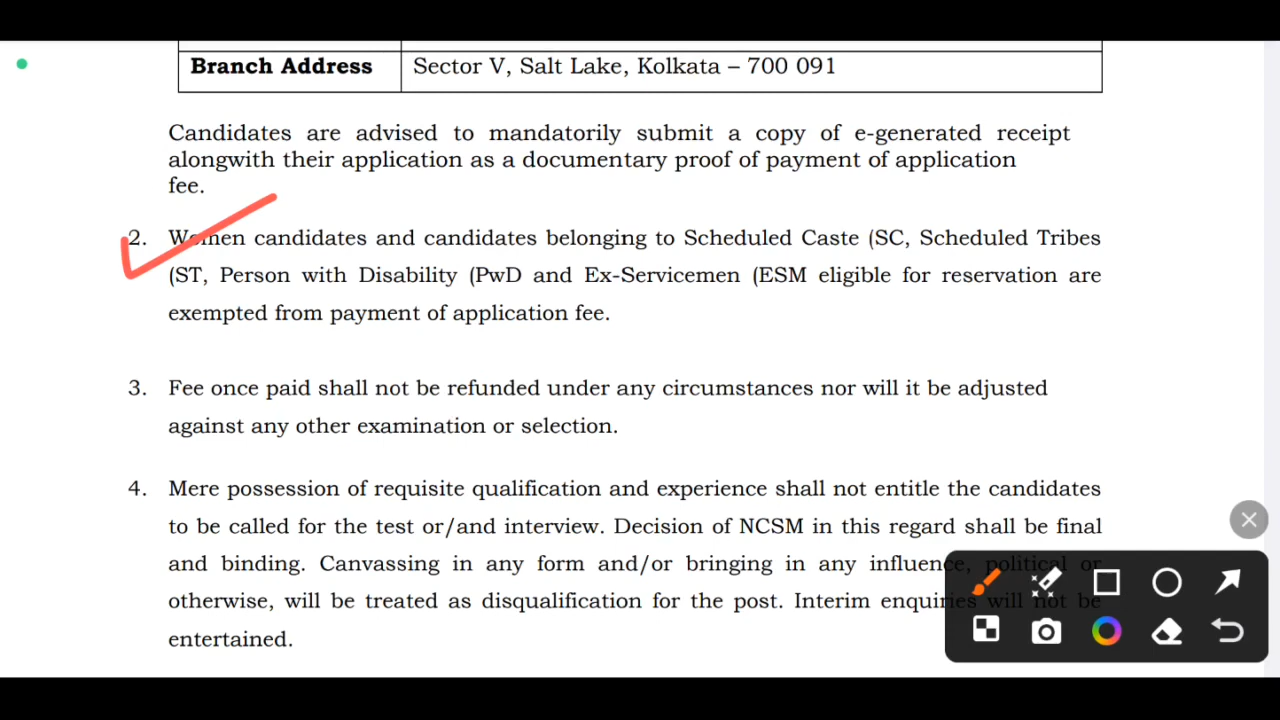 Branch Address Sector V, Salt Lake, Kolkata – 700 091
Candidates are advised to mandatorily submit a copy of e-generated receipt
alongwith their application as a documentary proof of payment of application
fee.
2. Women candidates and candidates belonging to Scheduled Caste (SC, Scheduled Tribes
(ST, Person with Disability (PwD and Ex-Servicemen (ESM eligible for reservation are
exempted from payment of application fee.
3. Fee once paid shall not be refunded under any circumstances nor will it be adjusted
against any other examination or selection.
4. Mere possession of requisite qualification and experience shall not entitle the candidates
to be called for the test or/and interview. Decision of NCSM in this regard shall be final
and binding. Canvassing in any form and/or bringing in any influence, political or
otherwise, will be treated as disqualification for the post. Interim enquiries will not be
entertained.